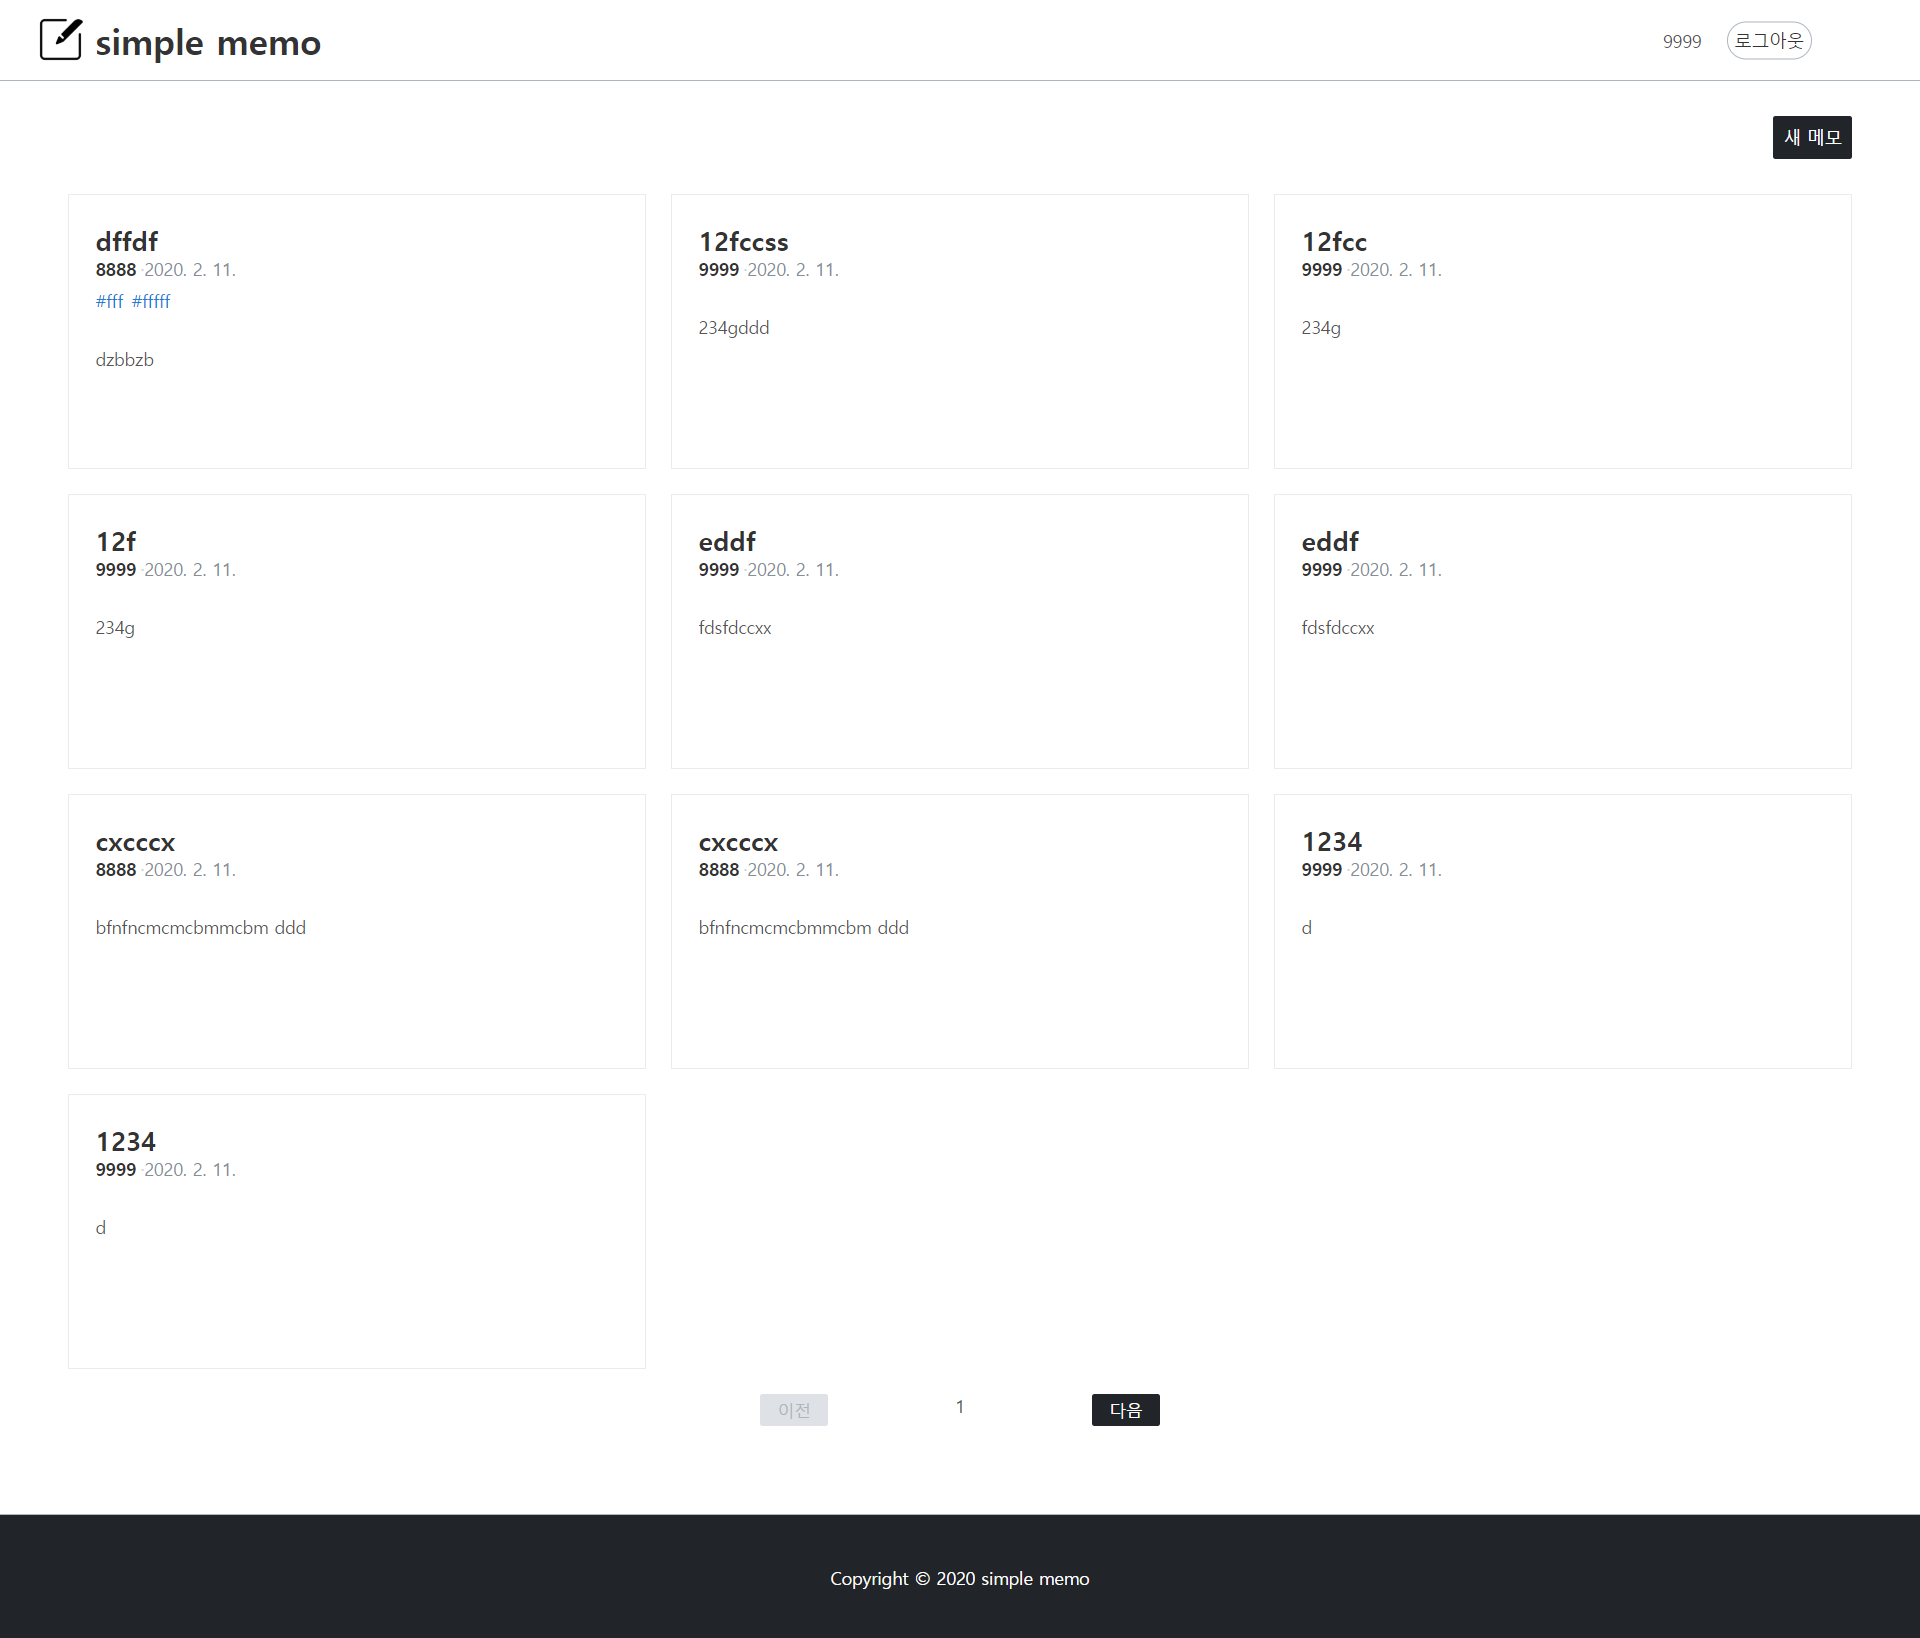 simple memo
9999 로그아웃
새 메모
dffdf
8888 ·2020. 2. 11.
#fff #fffff
dzbbzb
12fccss
9999 ·2020. 2. 11.
234gddd
12fcc
9999 ·2020. 2. 11.
234g
12f
9999 ·2020. 2. 11.
234g
eddf
9999 ·2020. 2. 11.
fdsfdccxx
eddf
9999 ·2020. 2. 11.
fdsfdccxx
cxcccx
8888 ·2020. 2. 11.
bfnfncmcmcbmmcbm ddd
cxcccx
8888 ·2020. 2. 11.
bfnfncmcmcbmmcbm ddd
1234
9999 ·2020. 2. 11.
d
1234
9999 ·2020. 2. 11.
d
이전 1 다음
Copyright © 2020 simple memo